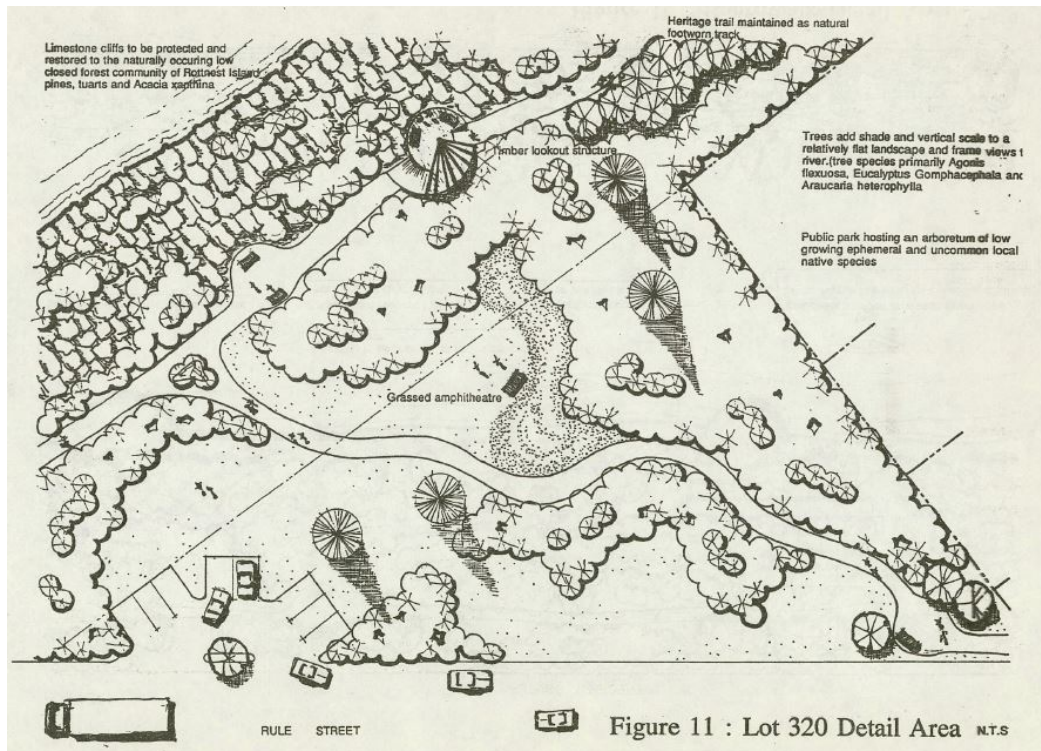 Heritage trail maintained as natural
footworn track
Limestone cliffs to be protected and
restored to the naturally occuring low
closed forest community of Rottnest Island
pines, tuarts and Acacia xanthina
Timber lookout structure
Trees add shade and vertical scale to a
relatively flat landscape and frame views t
river.(tree species primarily Agonis
flexuosa, Eucalyptus Gomphacephala and
Araucaria heterophylla
Public park hosting an arboretum of low
growing ephemeral and uncommon local
native species
Grassed amphitheatre
RULE STREET
Figure 11 : Lot 320 Detail Area N.T.S